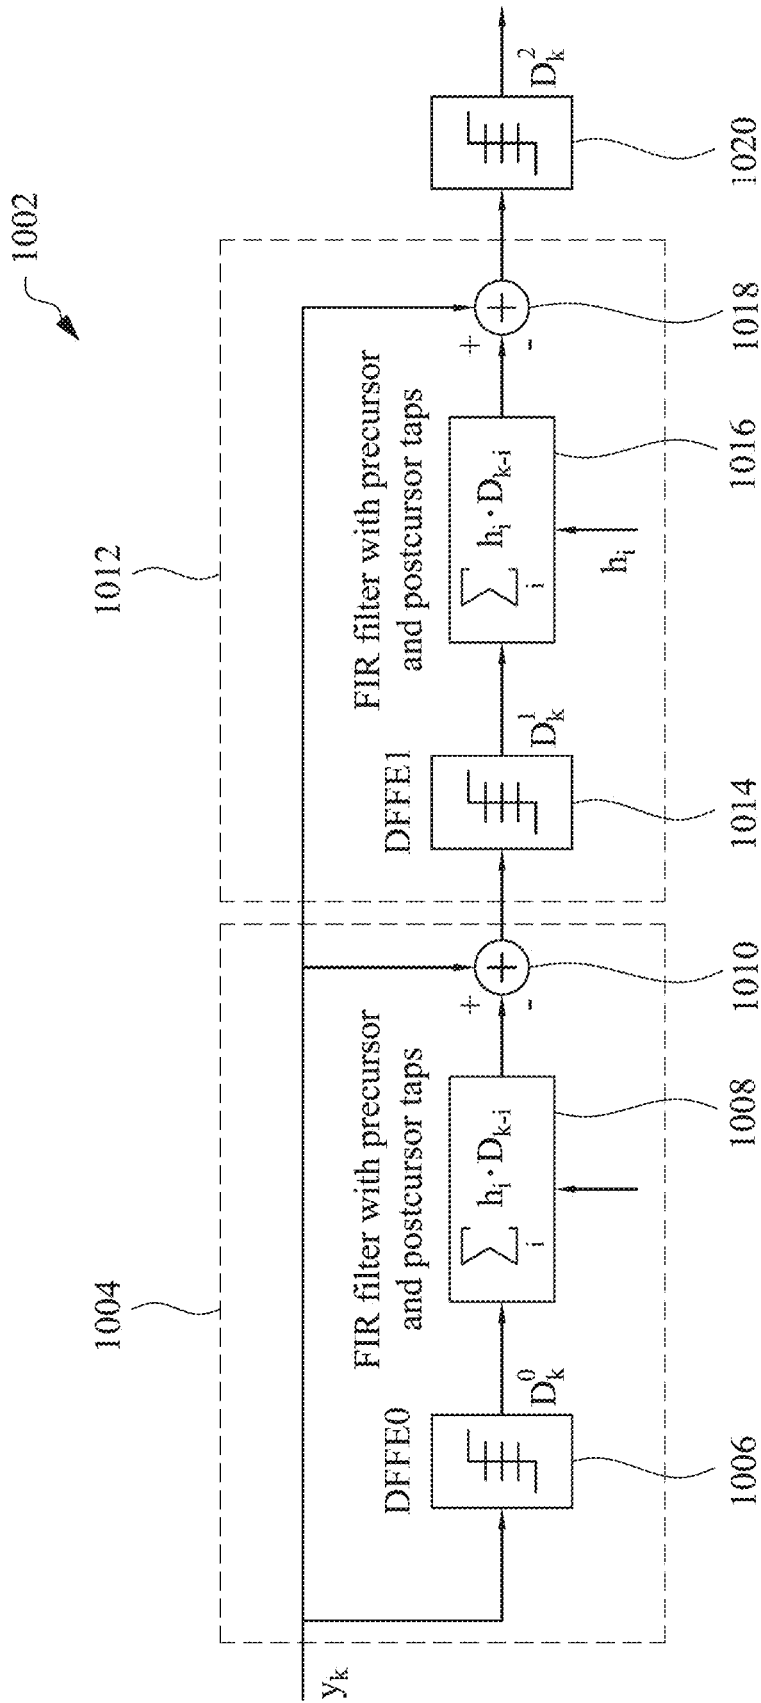 1002
1004
1012
y_k
DFFE0
D_k^0
FIR filter with precursor
and postcursor taps
∑_i h_i · D_{k-i}
+
-
+
DFFE1
D_k^1
FIR filter with precursor
and postcursor taps
∑_i h_i · D_{k-i}
h_i
+
-
+
D_k^2
1006
1008
1010
1014
1016
1018
1020